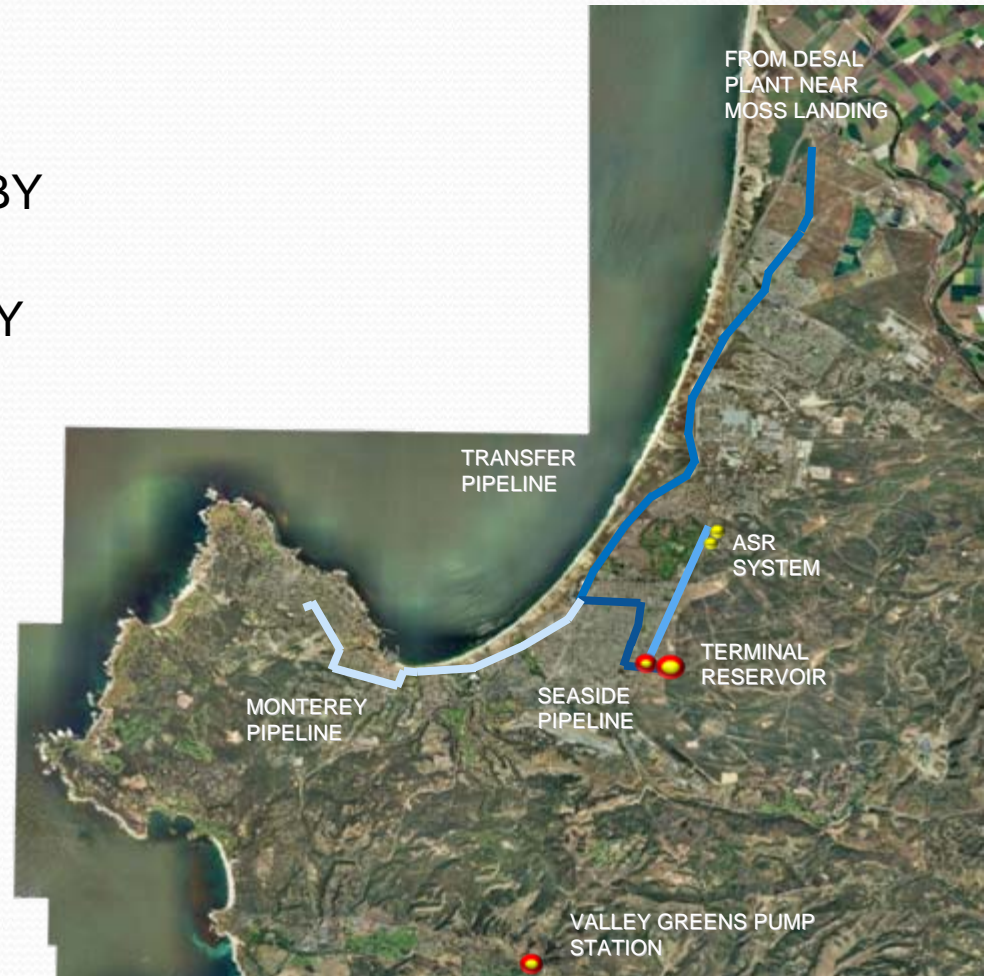 BY
Y
FROM DESAL
PLANT NEAR
MOSS LANDING
TRANSFER
PIPELINE
ASR
SYSTEM
TERMINAL
RESERVOIR
SEASIDE
PIPELINE
MONTEREY
PIPELINE
VALLEY GREENS PUMP
STATION